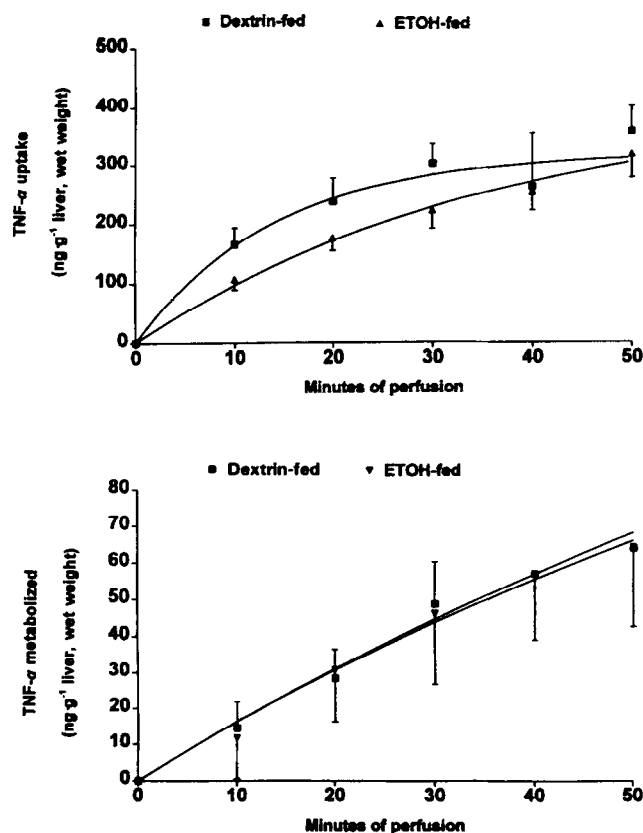 Dextrin-fed ETOH-fed
500
400
300
200
100
0
TNF-α uptake
(ng·g⁻¹ liver, wet weight)
0 10 20 30 40 50
Minutes of perfusion
Dextrin-fed ETOH-fed
80
70
60
50
40
30
20
10
0
TNF-α metabolized
(ng·g⁻¹ liver, wet weight)
0 10 20 30 40 50
Minutes of perfusion